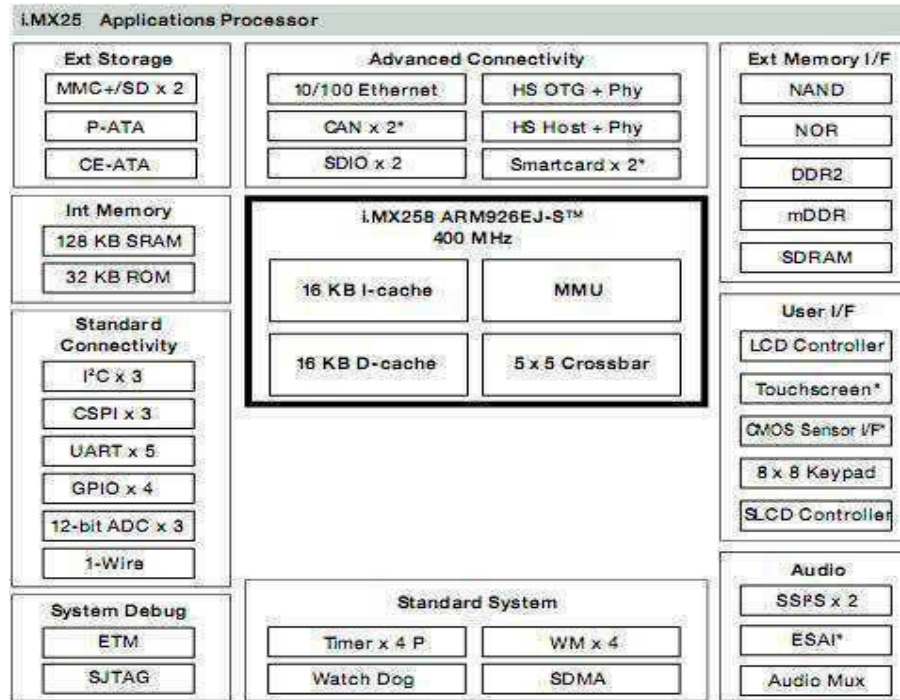 i.MX25 Applications Processor
Ext Storage
MMC+/SD x 2
P-ATA
CE-ATA
Int Memory
128 KB SRAM
32 KB ROM
Standard
Connectivity
I²C x 3
CSPI x 3
UART x 5
GPIO x 4
12-bit ADC x 3
1-Wire
System Debug
ETM
SJTAG
Advanced Connectivity
10/100 Ethernet
HS OTG + Phy
CAN x 2*
HS Host + Phy
SDIO x 2
Smartcard x 2*
i.MX258 ARM926EJ-S™
400 MHz
16 KB I-cache
MMU
16 KB D-cache
5 x 5 Crossbar
Standard System
Timer x 4 P
WM x 4
Watch Dog
SDMA
Ext Memory I/F
NAND
NOR
DDR2
mDDR
SDRAM
User I/F
LCD Controller
Touchscreen*
CMOS Sensor I/F*
8 x 8 Keypad
SLCD Controller
Audio
SSI²S x 2
ESAI*
Audio Mux